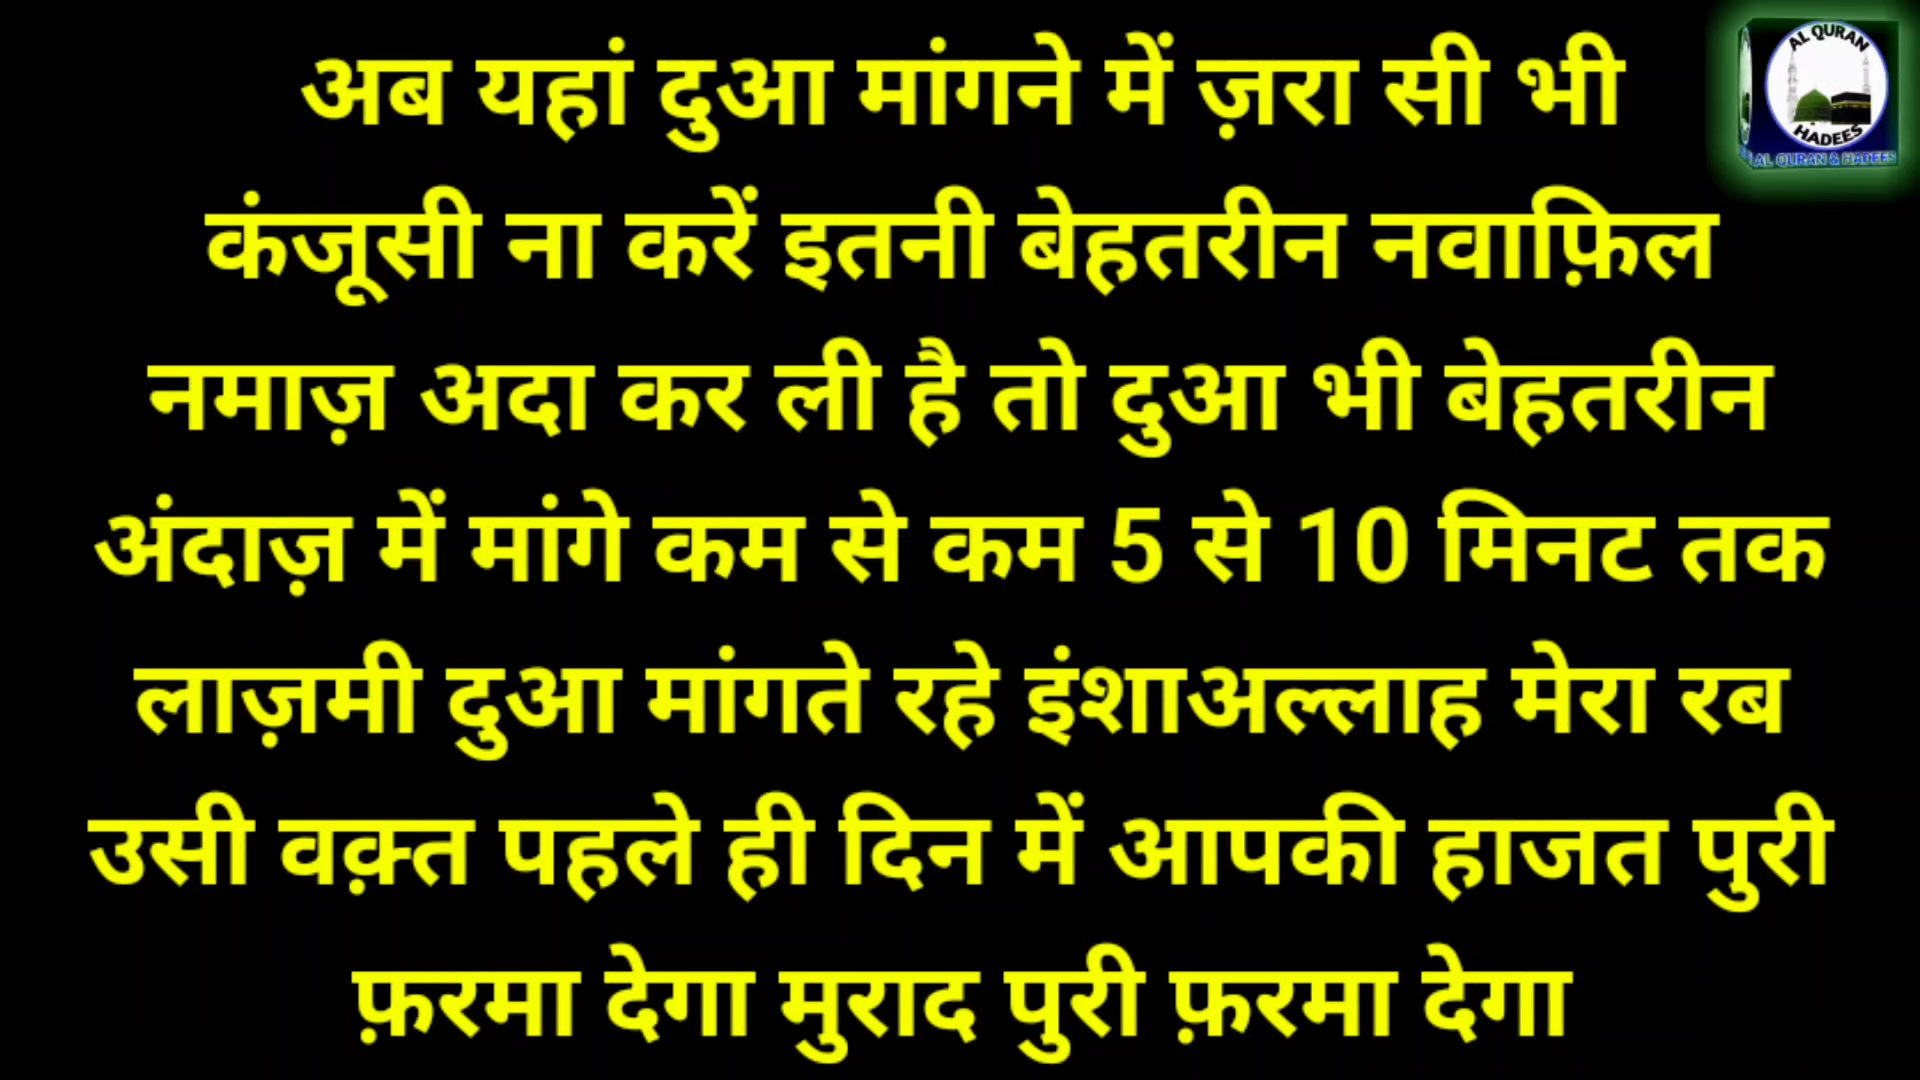 अब यहां दुआ मांगने में ज़रा सी भी
कंजूसी ना करें इतनी बेहतरीन नवाफ़िल
नमाज़ अदा कर ली है तो दुआ भी बेहतरीन
अंदाज़ में मांगे कम से कम 5 से 10 मिनट तक
लाज़मी दुआ मांगते रहे इंशाअल्लाह मेरा रब
उसी वक़्त पहले ही दिन में आपकी हाजत पुरी
फ़रमा देगा मुराद पुरी फ़रमा देगा
AL QURAN
HADEES
AL QURAN & HADEES